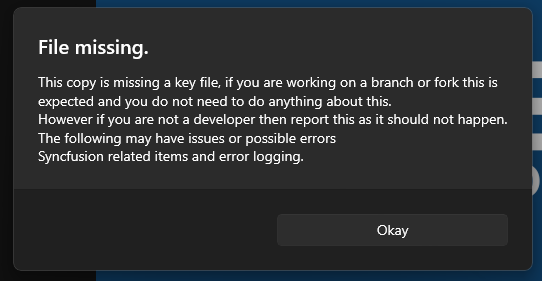 File missing.
This copy is missing a key file, if you are working on a branch or fork this is
expected and you do not need to do anything about this.
However if you are not a developer then report this as it should not happen.
The following may have issues or possible errors
Syncfusion related items and error logging.
Okay